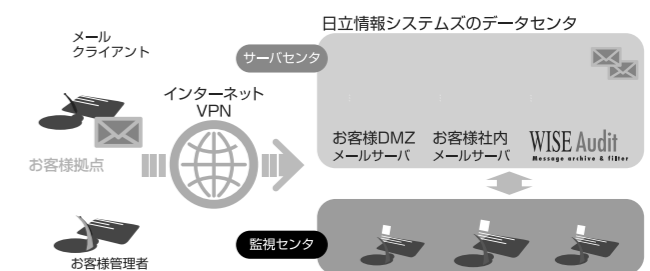 日立情報システムズのデータセンタ
メール
クライアント
サーバセンタ
インターネット
VPN
お客様DMZ
メールサーバ
お客様社内
メールサーバ
WISE Audit
Message archive & filter
お客様拠点
監視センタ
お客様管理者